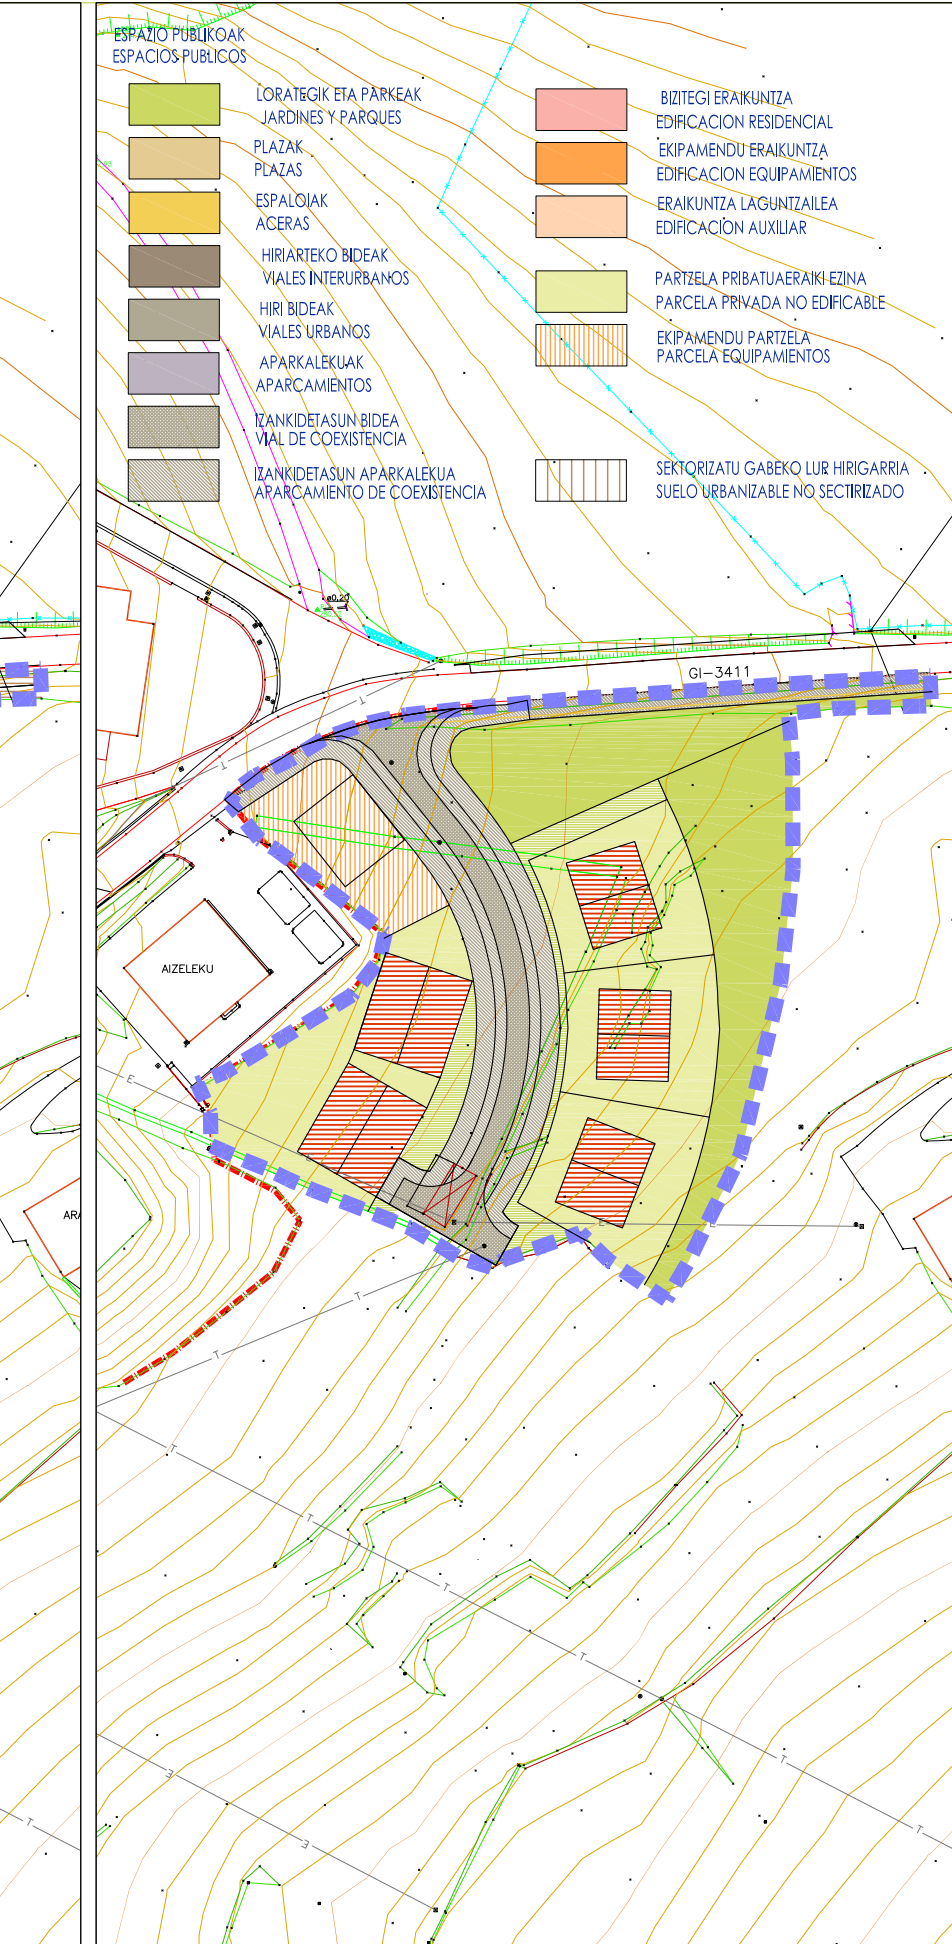 ESPAZIO PUBLIKOAK
ESPACIOS PUBLICOS
LORATEGIK ETA PARKEAK
JARDINES Y PARQUES
PLAZAK
PLAZAS
ESPALOIAK
ACERAS
HIRIARTEKO BIDEAK
VIALES INTERURBANOS
HIRI BIDEAK
VIALES URBANOS
APARKALEKUAK
APARCAMIENTOS
IZANKIDETASUN BIDEA
VIAL DE COEXISTENCIA
IZANKIDETASUN APARKALEKUA
APARCAMIENTO DE COEXISTENCIA
BIZITEGI ERAIKUNTZA
EDIFICACION RESIDENCIAL
EKIPAMENDU ERAIKUNTZA
EDIFICACION EQUIPAMIENTOS
ERAIKUNTZA LAGUNTZAILEA
EDIFICACION AUXILIAR
PARTZELA PRIBATUAERAIKI EZINA
PARCELA PRIVADA NO EDIFICABLE
EKIPAMENDU PARTZELA
PARCELA EQUIPAMIENTOS
SEKTORIZATU GABEKO LUR HIRIGARRIA
SUELO URBANIZABLE NO SECTIRIZADO
ø0,20
GI-3411
T
T
AIZELEKU
E
ARA
E
E
T
T
T
T
T
T
T
T
T
E
E